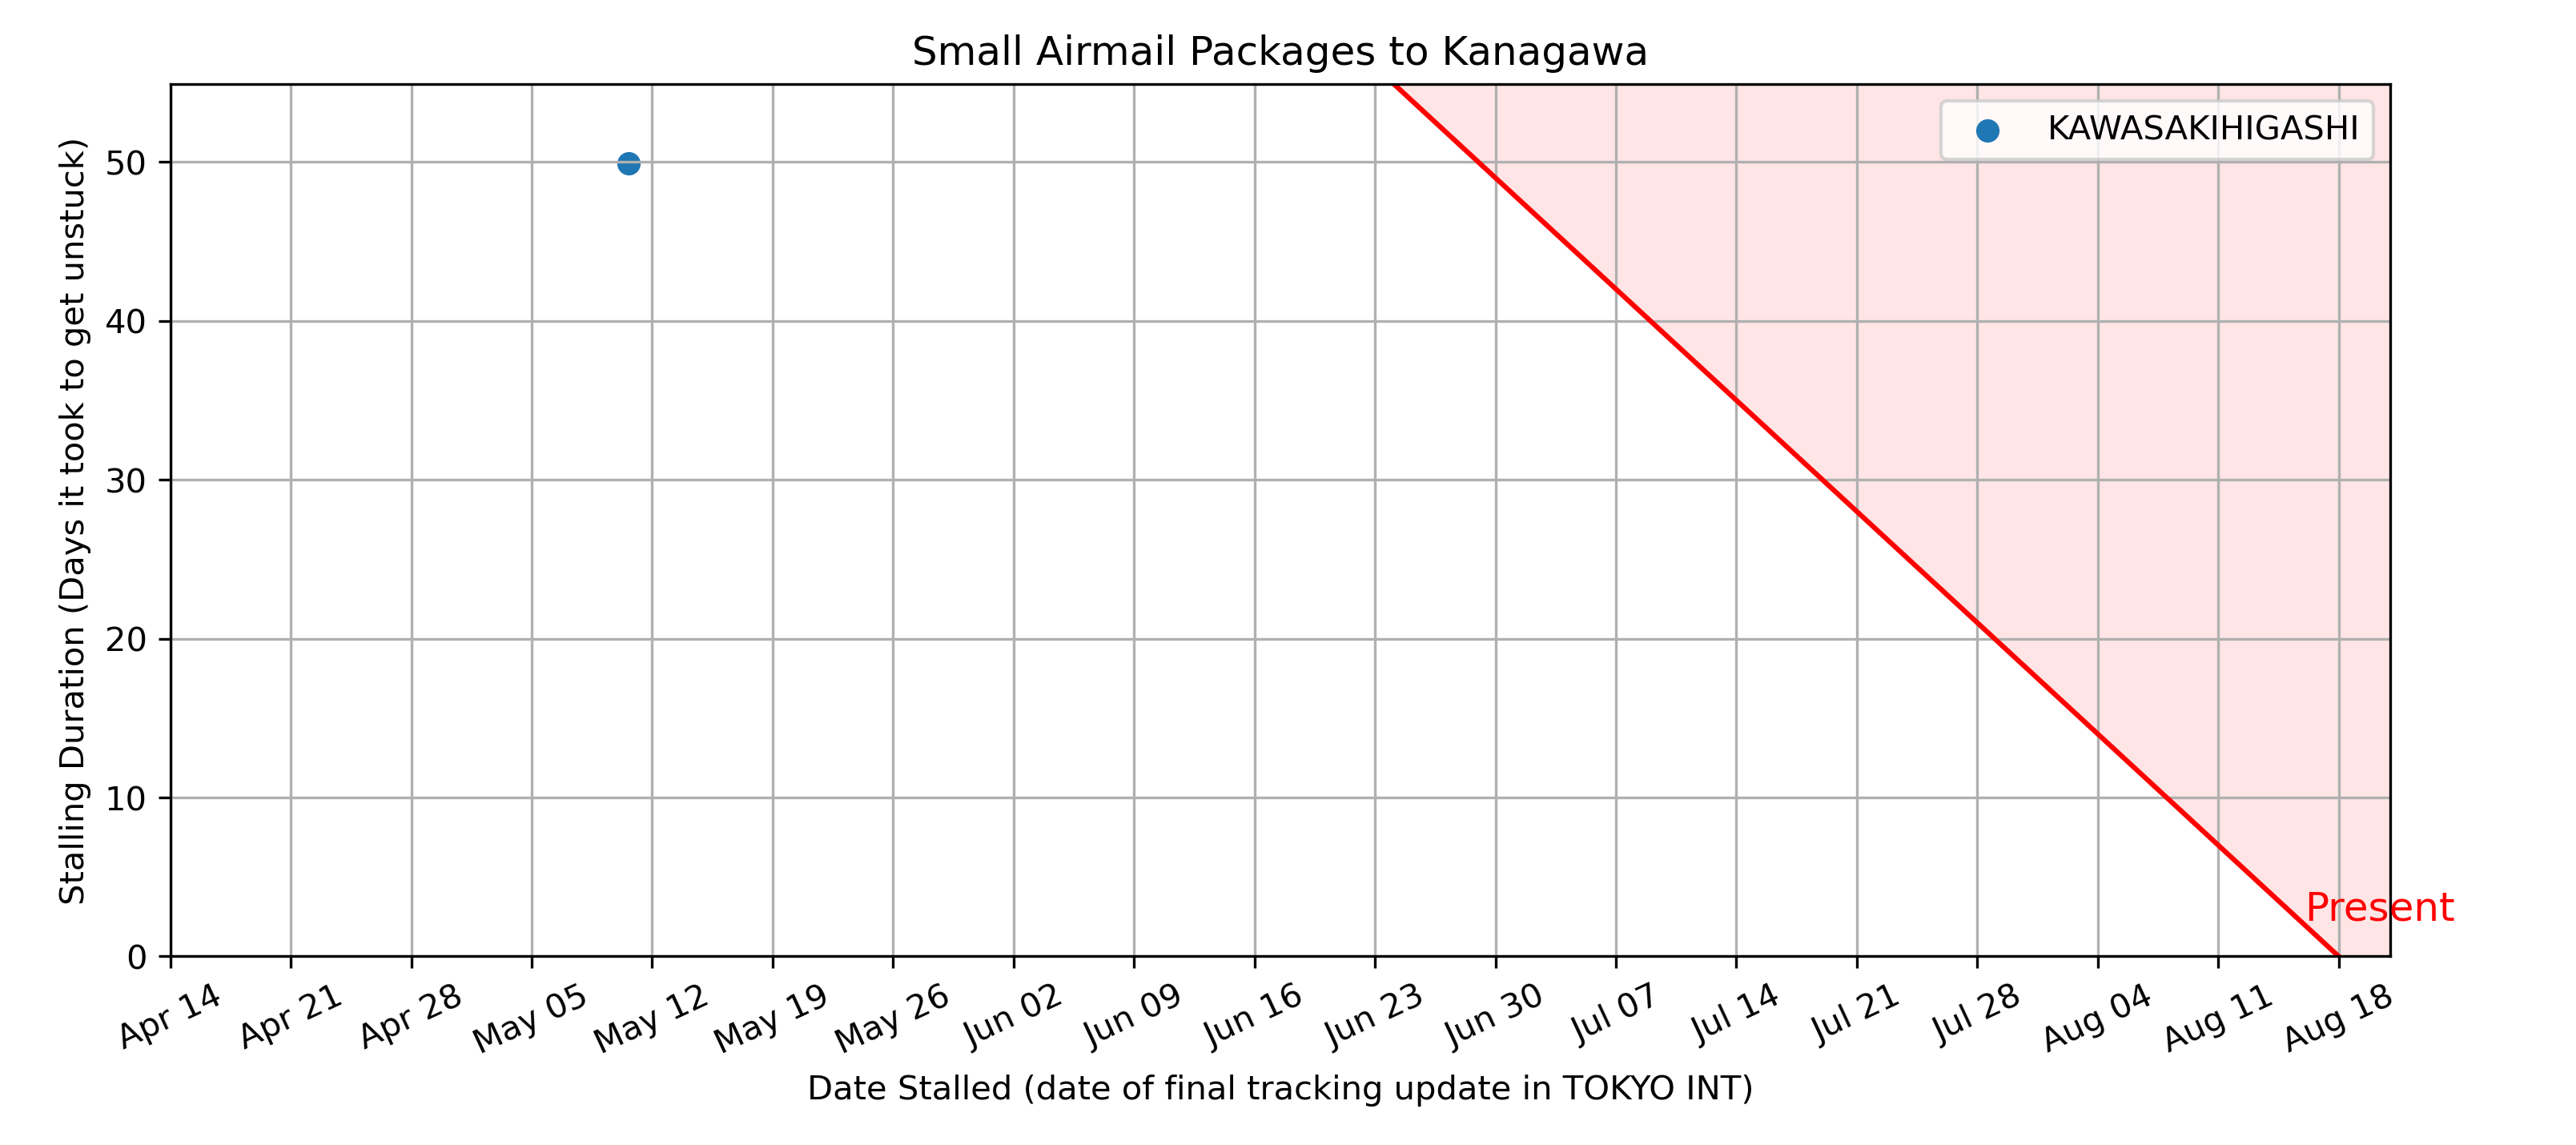 Small Airmail Packages to Kanagawa
KAWASAKIHIGASHI
Stalling Duration (Days it took to get unstuck)
50
40
30
20
10
0
Present
Apr 14
Apr 21
Apr 28
May 05
May 12
May 19
May 26
Jun 02
Jun 09
Jun 16
Jun 23
Jun 30
Jul 07
Jul 14
Jul 21
Jul 28
Aug 04
Aug 11
Aug 18
Date Stalled (date of final tracking update in TOKYO INT)